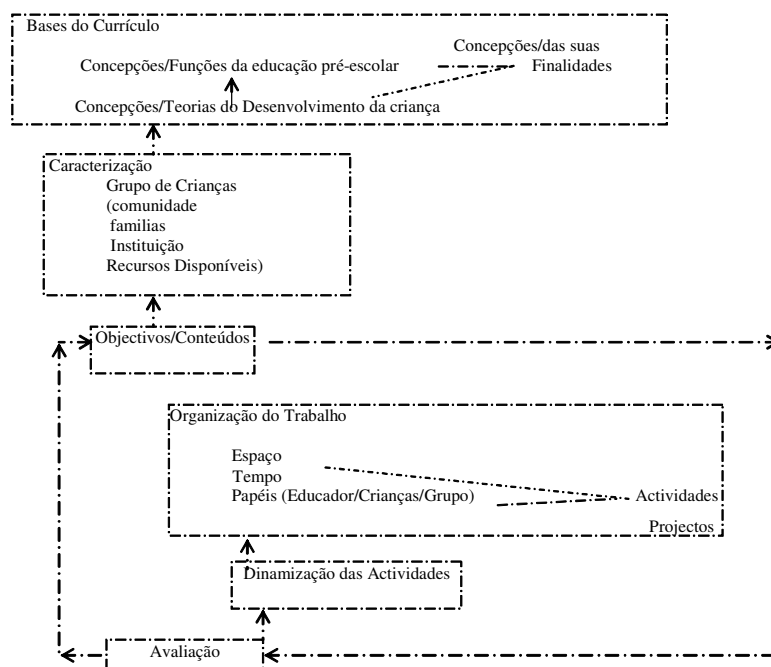 Bases do Currículo
Concepções/das suas
Concepções/Funções da educação pré-escolar
Finalidades
Concepções/Teorias do Desenvolvimento da criança
Caracterização
Grupo de Crianças
(comunidade
familias
Instituição
Recursos Disponíveis)
Objectivos/Conteúdos
Organização do Trabalho
Espaço
Tempo
Papéis (Educador/Crianças/Grupo)
Actividades
Projectos
Dinamização das Actividades
Avaliação